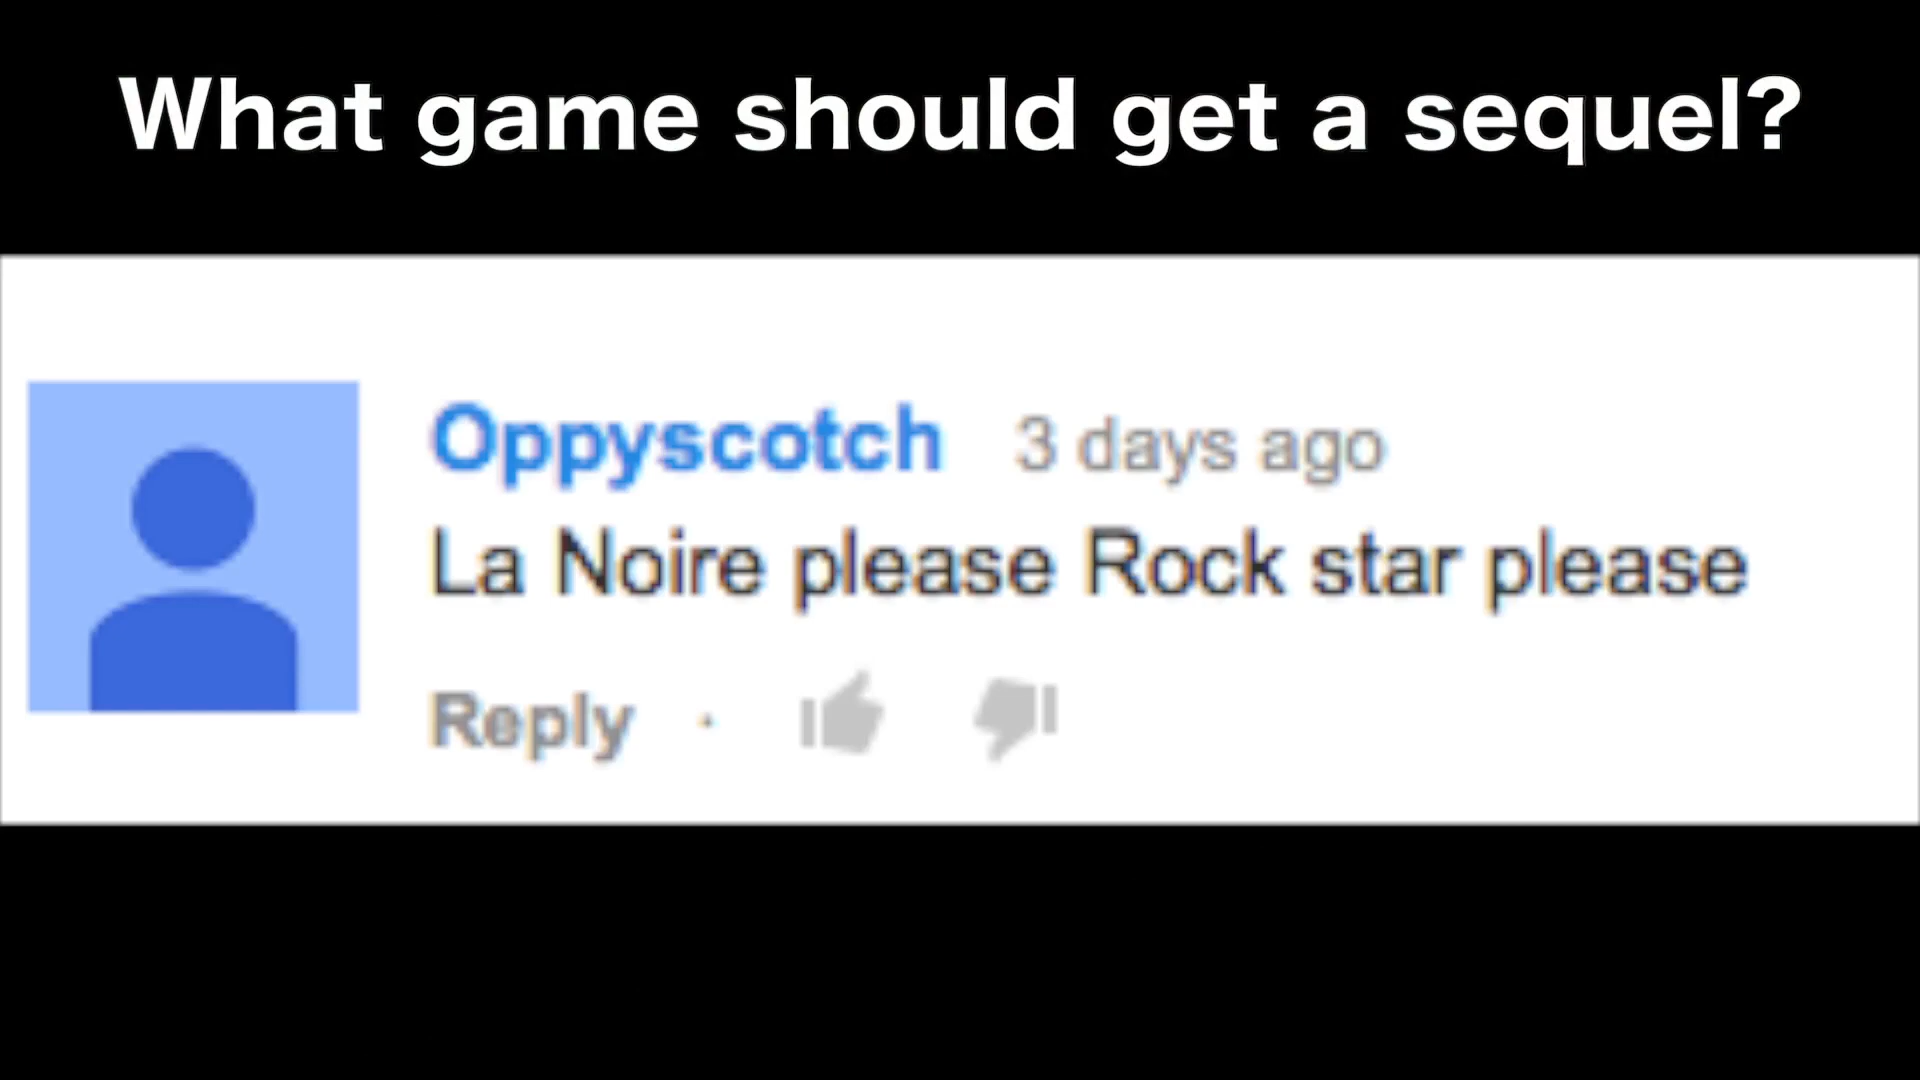 What game should get a sequel?
Oppyscotch 3 days ago
La Noire please Rock star please
Reply ·